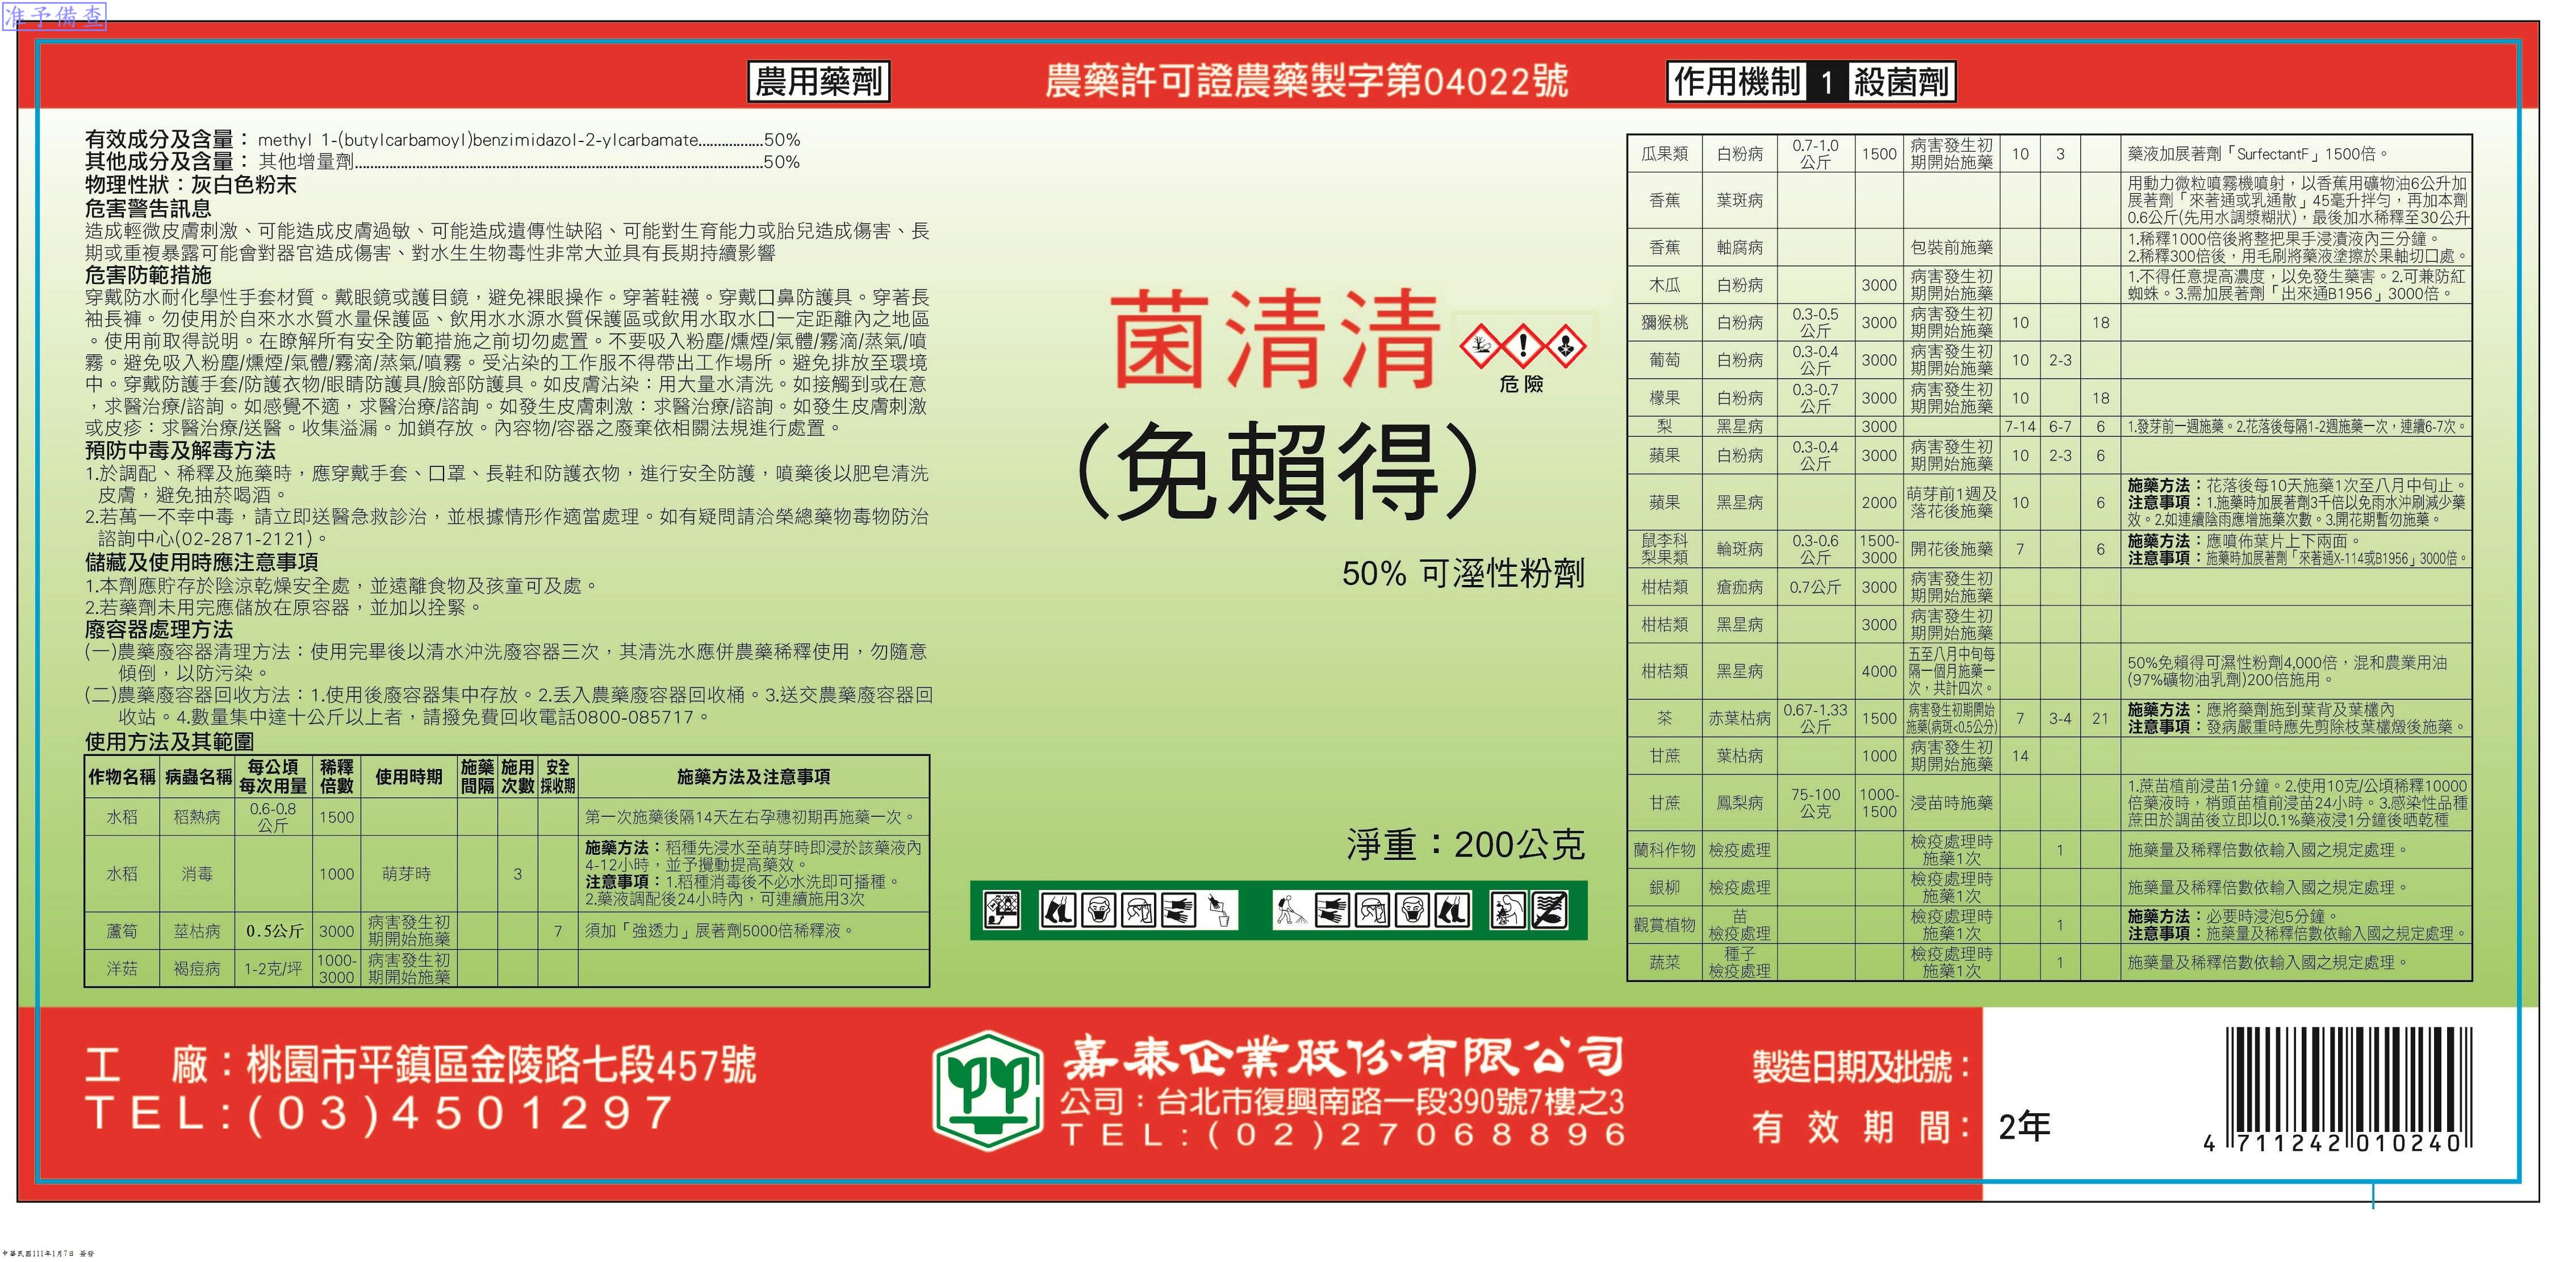 准予備查
農用藥劑
農藥許可證農藥製字第04022號
作用機制 1 殺菌劑
有效成分及含量：methyl 1-(butylcarbamoyl)benzimidazol-2-ylcarbamate.................50%
其他成分及含量：其他增量劑.................50%
物理性狀：灰白色粉末
危害警告訊息
造成輕微皮膚刺激、可能造成皮膚過敏、可能造成遺傳性缺陷、可能對生育能力或胎兒造成傷害、長
期或重複暴露可能會對器官造成傷害、對水生生物毒性非常大並具有長期持續影響
危害防範措施
穿戴防水耐化學性手套材質。戴眼鏡或護目鏡，避免裸眼操作。穿著鞋襪。穿戴口鼻防護具。穿著長
袖長褲。勿使用於自來水水質水量保護區、飲用水水源水質保護區或飲用水取水口一定距離內之地區
。使用前取得說明。在瞭解所有安全防範措施之前切勿處置。不要吸入粉塵/燻煙/氣體/霧滴/蒸氣/噴
霧。避免吸入粉塵/燻煙/氣體/霧滴/蒸氣/噴霧。受沾染的工作服不得帶出工作場所。避免排放至環境
中。穿戴防護手套/防護衣物/眼睛防護具/臉部防護具。如皮膚沾染：用大量水清洗。如接觸到或在意
，求醫治療/諮詢。如感覺不適，求醫治療/諮詢。如發生皮膚刺激：求醫治療/諮詢。如發生皮膚刺激
或皮疹：求醫治療/送醫。收集溢漏。加鎖存放。內容物/容器之廢棄依相關法規進行處置。
預防中毒及解毒方法
1.於調配、稀釋及施藥時，應穿戴手套、口罩、長鞋和防護衣物，進行安全防護，噴藥後以肥皂清洗
皮膚，避免抽菸喝酒。
2.若萬一不幸中毒，請立即送醫急救診治，並根據情形作適當處理。如有疑問請洽榮總藥物毒物防治
諮詢中心(02-2871-2121)。
儲藏及使用時應注意事項
1.本劑應貯存於陰涼乾燥安全處，並遠離食物及孩童可及處。
2.若藥劑未用完應儲放在原容器，並加以拴緊。
廢容器處理方法
(一)農藥廢容器清理方法：使用完畢後以清水沖洗廢容器三次，其清洗水應併農藥稀釋使用，勿隨意
傾倒，以防污染。
(二)農藥廢容器回收方法：1.使用後廢容器集中存放。2.丟入農藥廢容器回收桶。3.送交農藥廢容器回
收站。4.數量集中達十公斤以上者，請撥免費回收電話0800-085717。
使用方法及其範圍
作物名稱 病蟲名稱 每公頃每次用量 稀釋倍數 使用時期 施藥間隔 施用次數 安全採收期 施藥方法及注意事項
水稻 稻熱病 0.6-0.8公斤 1500 第一次施藥後隔14天左右孕穗初期再施藥一次。
水稻 消毒 1000 萌芽時 3 施藥方法：稻種先浸水至萌芽時即浸於該藥液內
4-12小時，並予攪動提高藥效。
注意事項：1.稻種消毒後不必水洗即可播種。
2.藥液調配後24小時內，可連續施用3次
蘆筍 莖枯病 0.5公斤 3000 病害發生初期開始施藥 7 須加「強透力」展著劑5000倍稀釋液。
洋菇 褐痘病 1-2克/坪 1000-3000 病害發生初期開始施藥
菌清清
危險
(免賴得)
50% 可溼性粉劑
淨重：200公克
瓜果類 白粉病 0.7-1.0公斤 1500 病害發生初期開始施藥 10 3 藥液加展著劑「SurfectantF」1500倍。
香蕉 葉斑病 用動力微粒噴霧機噴射，以香蕉用礦物油6公升加
展著劑「來著通或乳通散」45毫升拌勻，再加本劑
0.6公斤(先用水調漿糊狀)，最後加水稀釋至30公升
香蕉 軸腐病 包裝前施藥 1.稀釋1000倍後將整把果手浸漬液內三分鐘。
2.稀釋300倍後，用毛刷將藥液塗擦於果軸切口處。
木瓜 白粉病 3000 病害發生初期開始施藥 1.不得任意提高濃度，以免發生藥害。2.可兼防紅
蜘蛛。3.需加展著劑「出來通B1956」3000倍。
獼猴桃 白粉病 0.3-0.5公斤 3000 病害發生初期開始施藥 10 18
葡萄 白粉病 0.3-0.4公斤 3000 病害發生初期開始施藥 10 2-3
檬果 白粉病 0.3-0.7公斤 3000 病害發生初期開始施藥 10 18
梨 黑星病 3000 7-14 6-7 6 1.發芽前一週施藥。2.花落後每隔1-2週施藥一次，連續6-7次。
蘋果 白粉病 0.3-0.4公斤 3000 病害發生初期開始施藥 10 2-3 6
蘋果 黑星病 2000 萌芽前1週及落花後施藥 10 6 施藥方法：花落後每10天施藥1次至八月中旬止。
注意事項：1.施藥時加展著劑3千倍以免雨水沖刷減少藥
效。2.如連續陰雨應增施藥次數。3.開花期暫勿施藥。
鼠李科梨果類 輪斑病 0.3-0.6公斤 1500-3000 開花後施藥 7 6 施藥方法：應噴佈葉片上下兩面。
注意事項：施藥時加展著劑「來著通X-114或B1956」3000倍。
柑桔類 瘡痂病 0.7公斤 3000 病害發生初期開始施藥
柑桔類 黑星病 3000 病害發生初期開始施藥
柑桔類 黑星病 4000 五至八月中旬每隔一個月施藥一次，共計四次。 50%免賴得可濕性粉劑4,000倍，混和農業用油
(97%礦物油乳劑)200倍施用。
茶 赤葉枯病 0.67-1.33公斤 1500 病害發生初期開始施藥(病斑<0.5公分) 7 3-4 21 施藥方法：應將藥劑施到葉背及葉欉內
注意事項：發病嚴重時應先剪除枝葉欉燬後施藥。
甘蔗 葉枯病 1000 病害發生初期開始施藥 14
甘蔗 鳳梨病 75-100公克 1000-1500 浸苗時施藥 1.蔗苗植前浸苗1分鐘。2.使用10克/公頃稀釋10000
倍藥液時，梢頭苗植前浸苗24小時。3.感染性品種
蔗田於調苗後立即以0.1%藥液浸1分鐘後晒乾種
蘭科作物 檢疫處理 檢疫處理時施藥1次 1 施藥量及稀釋倍數依輸入國之規定處理。
銀柳 檢疫處理 檢疫處理時施藥1次 施藥量及稀釋倍數依輸入國之規定處理。
觀賞植物 苗檢疫處理 檢疫處理時施藥1次 1 施藥方法：必要時浸泡5分鐘。
注意事項：施藥量及稀釋倍數依輸入國之規定處理。
蔬菜 種子檢疫處理 檢疫處理時施藥1次 1 施藥量及稀釋倍數依輸入國之規定處理。
工 廠：桃園市平鎮區金陵路七段457號
TEL:(03)4501297
嘉泰企業股份有限公司
公司：台北市復興南路一段390號7樓之3
TEL:(02)27068896
製造日期及批號：
有效期間：2年
4 711242 010240
中華民國111年1月7日 簽發